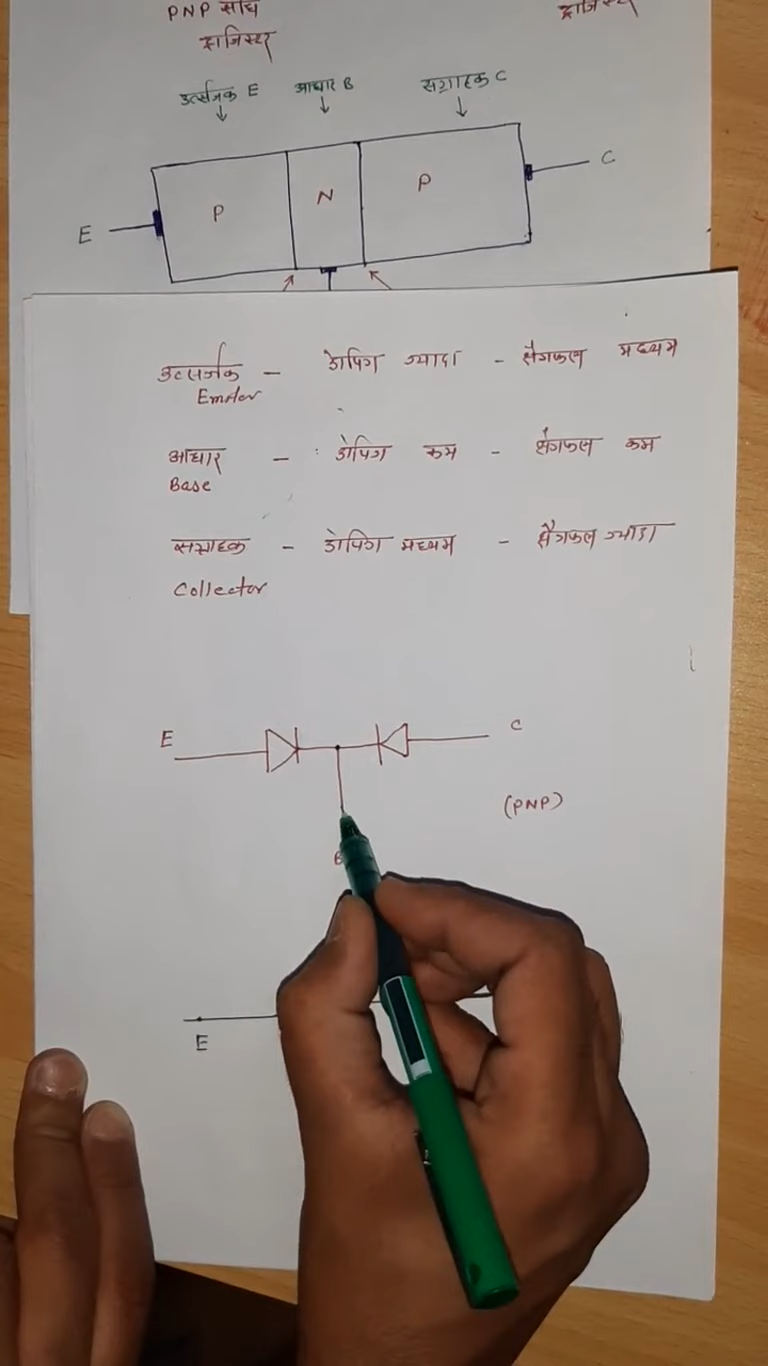 PNP संधि
ट्रांजिस्टर
ट्रांजिस्टर
उत्सर्जक E
आधार B
संग्राहक C
P
N
P
E
C
उत्सर्जक - डोपिंग ज्यादा - क्षेत्रफल मध्यम
Emitter
आधार - डोपिंग कम - क्षेत्रफल कम
Base
संग्राहक - डोपिंग मध्यम - क्षेत्रफल ज्यादा
Collector
E
C
(PNP)
B
E